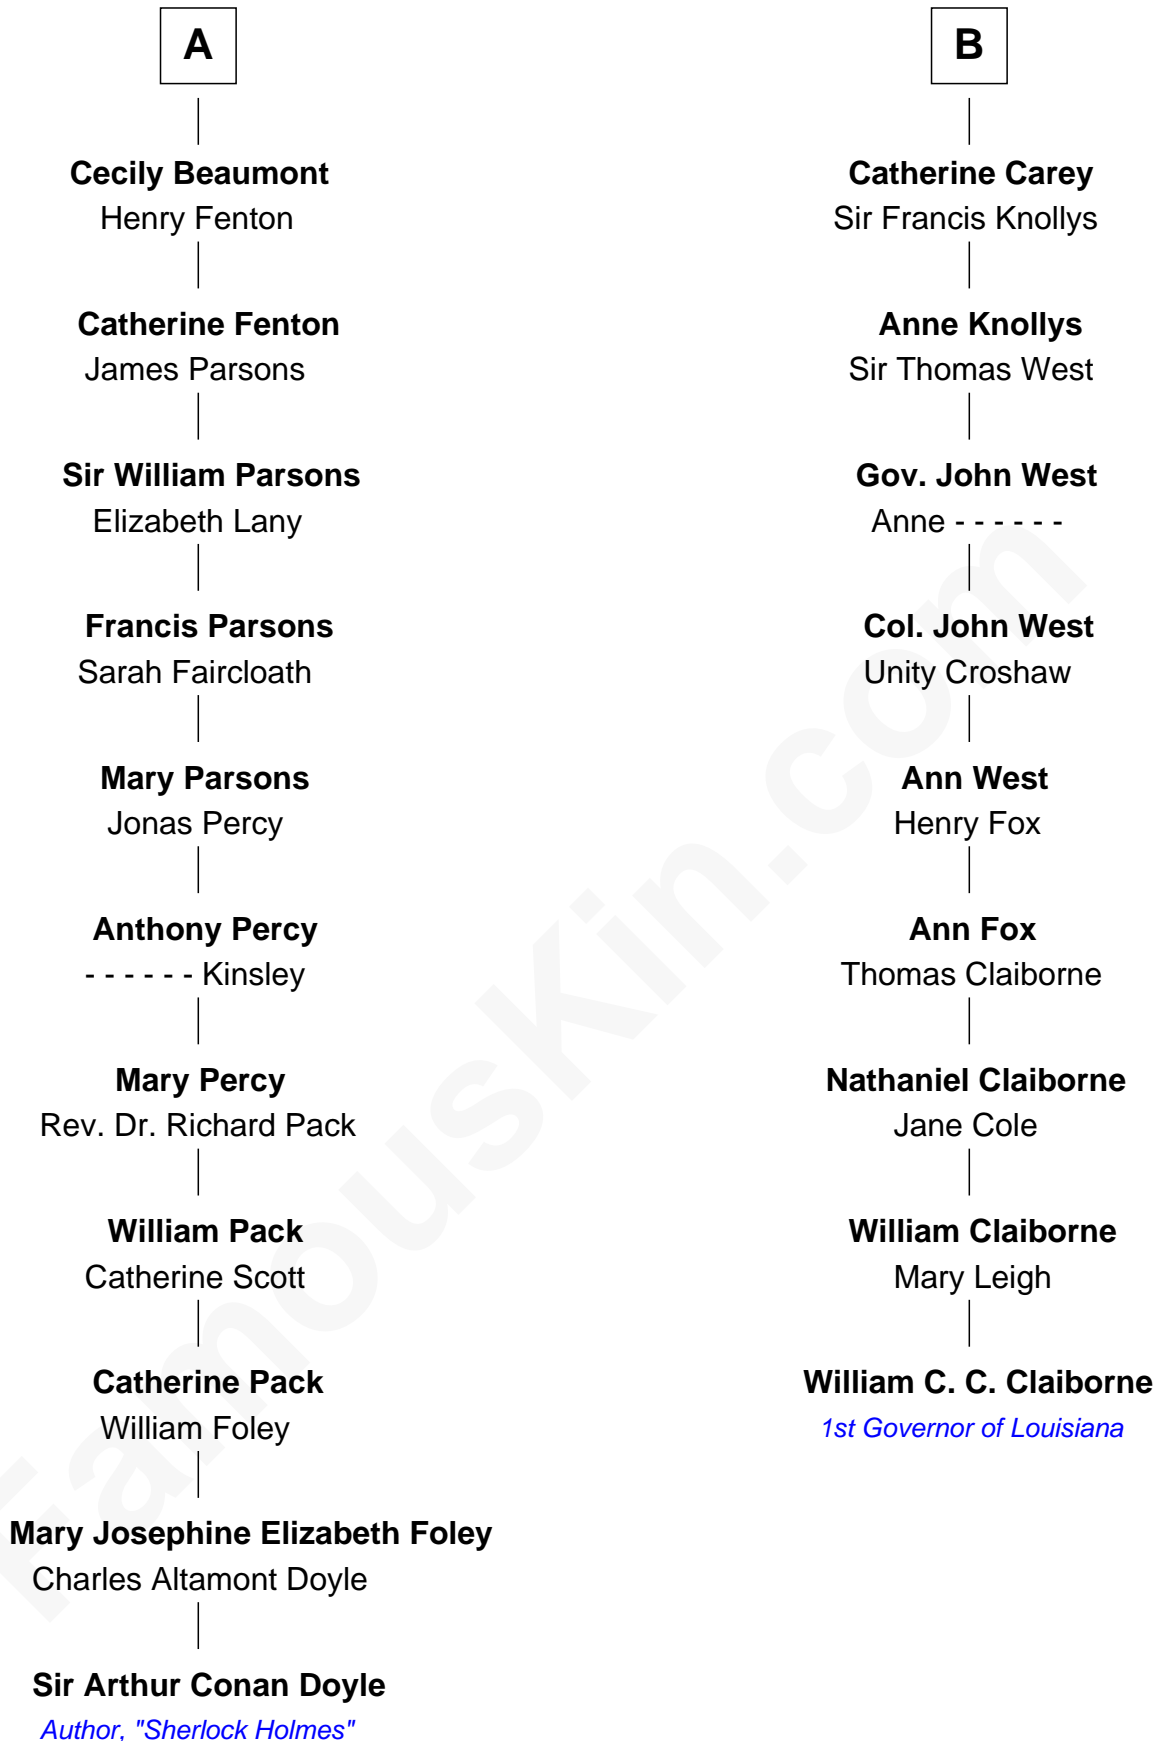 A
Cecily Beaumont
Henry Fenton
Catherine Fenton
James Parsons
Sir William Parsons
Elizabeth Lany
Francis Parsons
Sarah Faircloath
Mary Parsons
Jonas Percy
Anthony Percy
- - - - - - Kinsley
Mary Percy
Rev. Dr. Richard Pack
William Pack
Catherine Scott
Catherine Pack
William Foley
Mary Josephine Elizabeth Foley
Charles Altamont Doyle
Sir Arthur Conan Doyle
Author, "Sherlock Holmes"
B
Catherine Carey
Sir Francis Knollys
Anne Knollys
Sir Thomas West
Gov. John West
Anne - - - - - -
Col. John West
Unity Croshaw
Ann West
Henry Fox
Ann Fox
Thomas Claiborne
Nathaniel Claiborne
Jane Cole
William Claiborne
Mary Leigh
William C. C. Claiborne
1st Governor of Louisiana
FamousKin.com